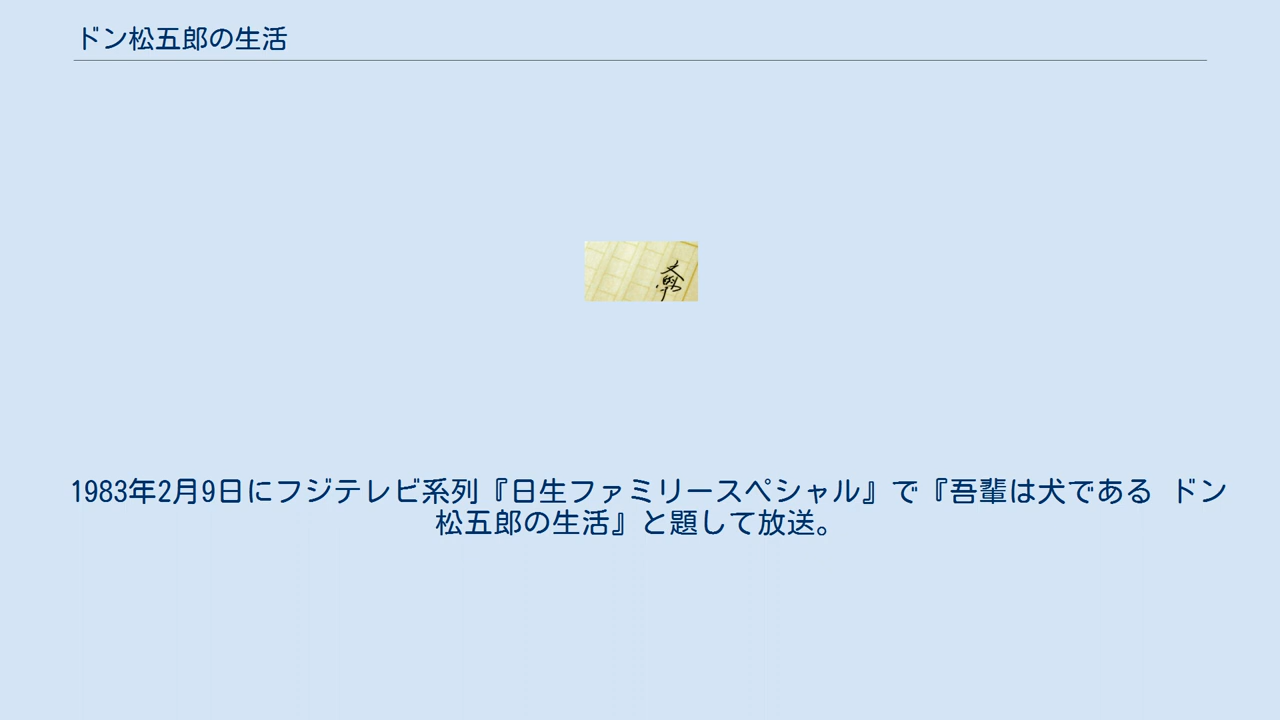 ドン松五郎の生活
1983年2月9日にフジテレビ系列『日生ファミリースペシャル』で『吾輩は犬である ドン
松五郎の生活』と題して放送。